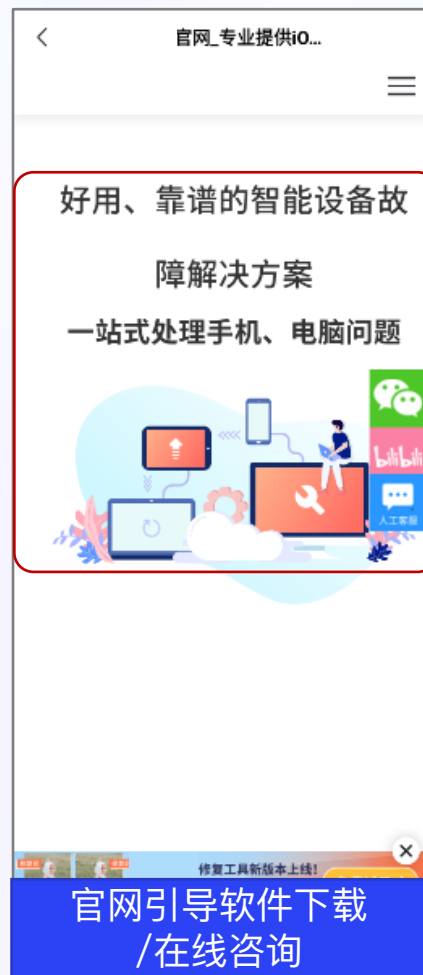 官网_专业提供iO...
好用、靠谱的智能设备故
障解决方案
一站式处理手机、电脑问题
bilibili
人工客服
修复工具新版本上线!
官网引导软件下载
/在线咨询